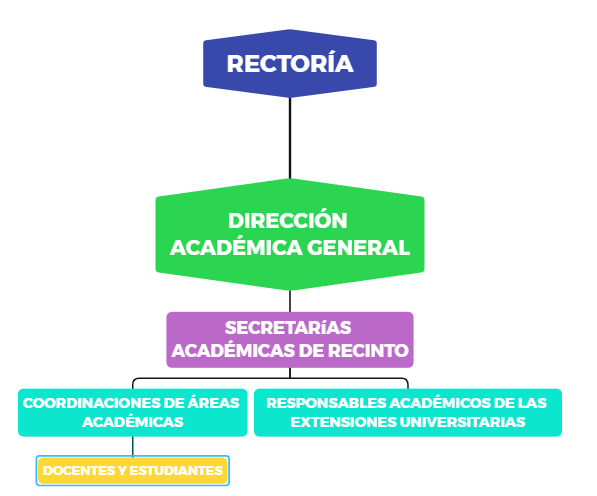 RECTORÍA
DIRECCIÓN
ACADÉMICA GENERAL
SECRETARíAS
ACADÉMICAS DE RECINTO
COORDINACIONES DE ÁREAS
ACADÉMICAS
RESPONSABLES ACADÉMICOS DE LAS
EXTENSIONES UNIVERSITARIAS
DOCENTES Y ESTUDIANTES